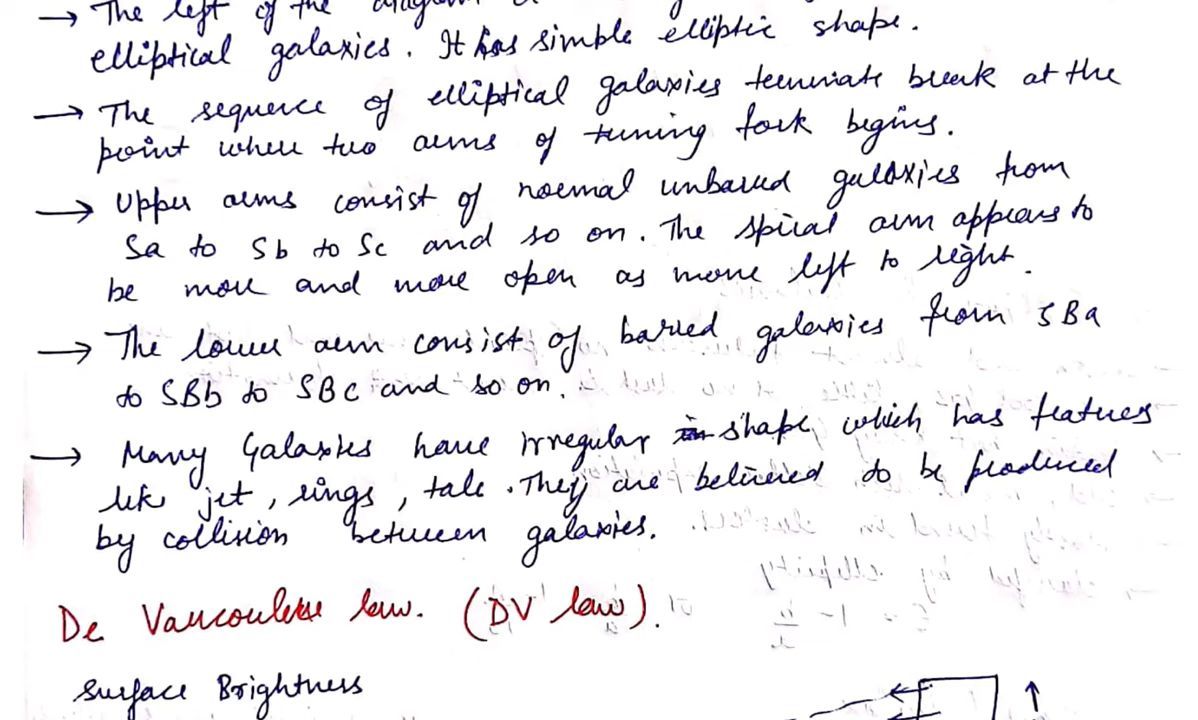 → The left of the diagram
elliptical galaxies. It has simble elliptic shape.
→ The sequence of elliptical galaxies terminate break at the
point where two arms of tuning fork begins.
→ Upper arms consist of normal unbarred galaxies from
Sa to Sb to Sc and so on. The spiral arm appears to
be more and more open as move left to right.
→ The lower arm consist of barred galaxies from SBa
to SBb to SBc and so on.
→ Many Galaxies have irregular shape, which has features
like jet, rings, tale. They are believed to be produced
by collision between galaxies.
De Vaucouleurs law. (DV law).
Surface Brightness